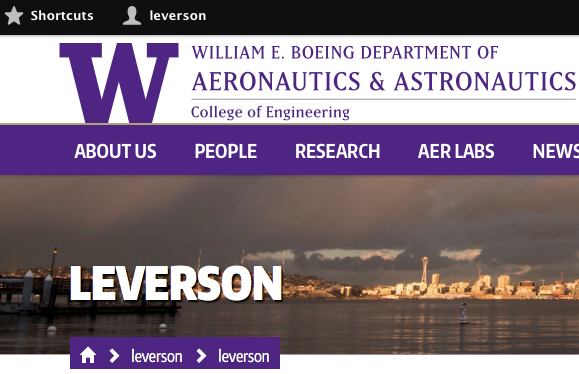 Shortcuts leverson
W
WILLIAM E. BOEING DEPARTMENT OF
AERONAUTICS & ASTRONAUTICS
College of Engineering
ABOUT US PEOPLE RESEARCH AER LABS NEWS
LEVERSON
leverson leverson